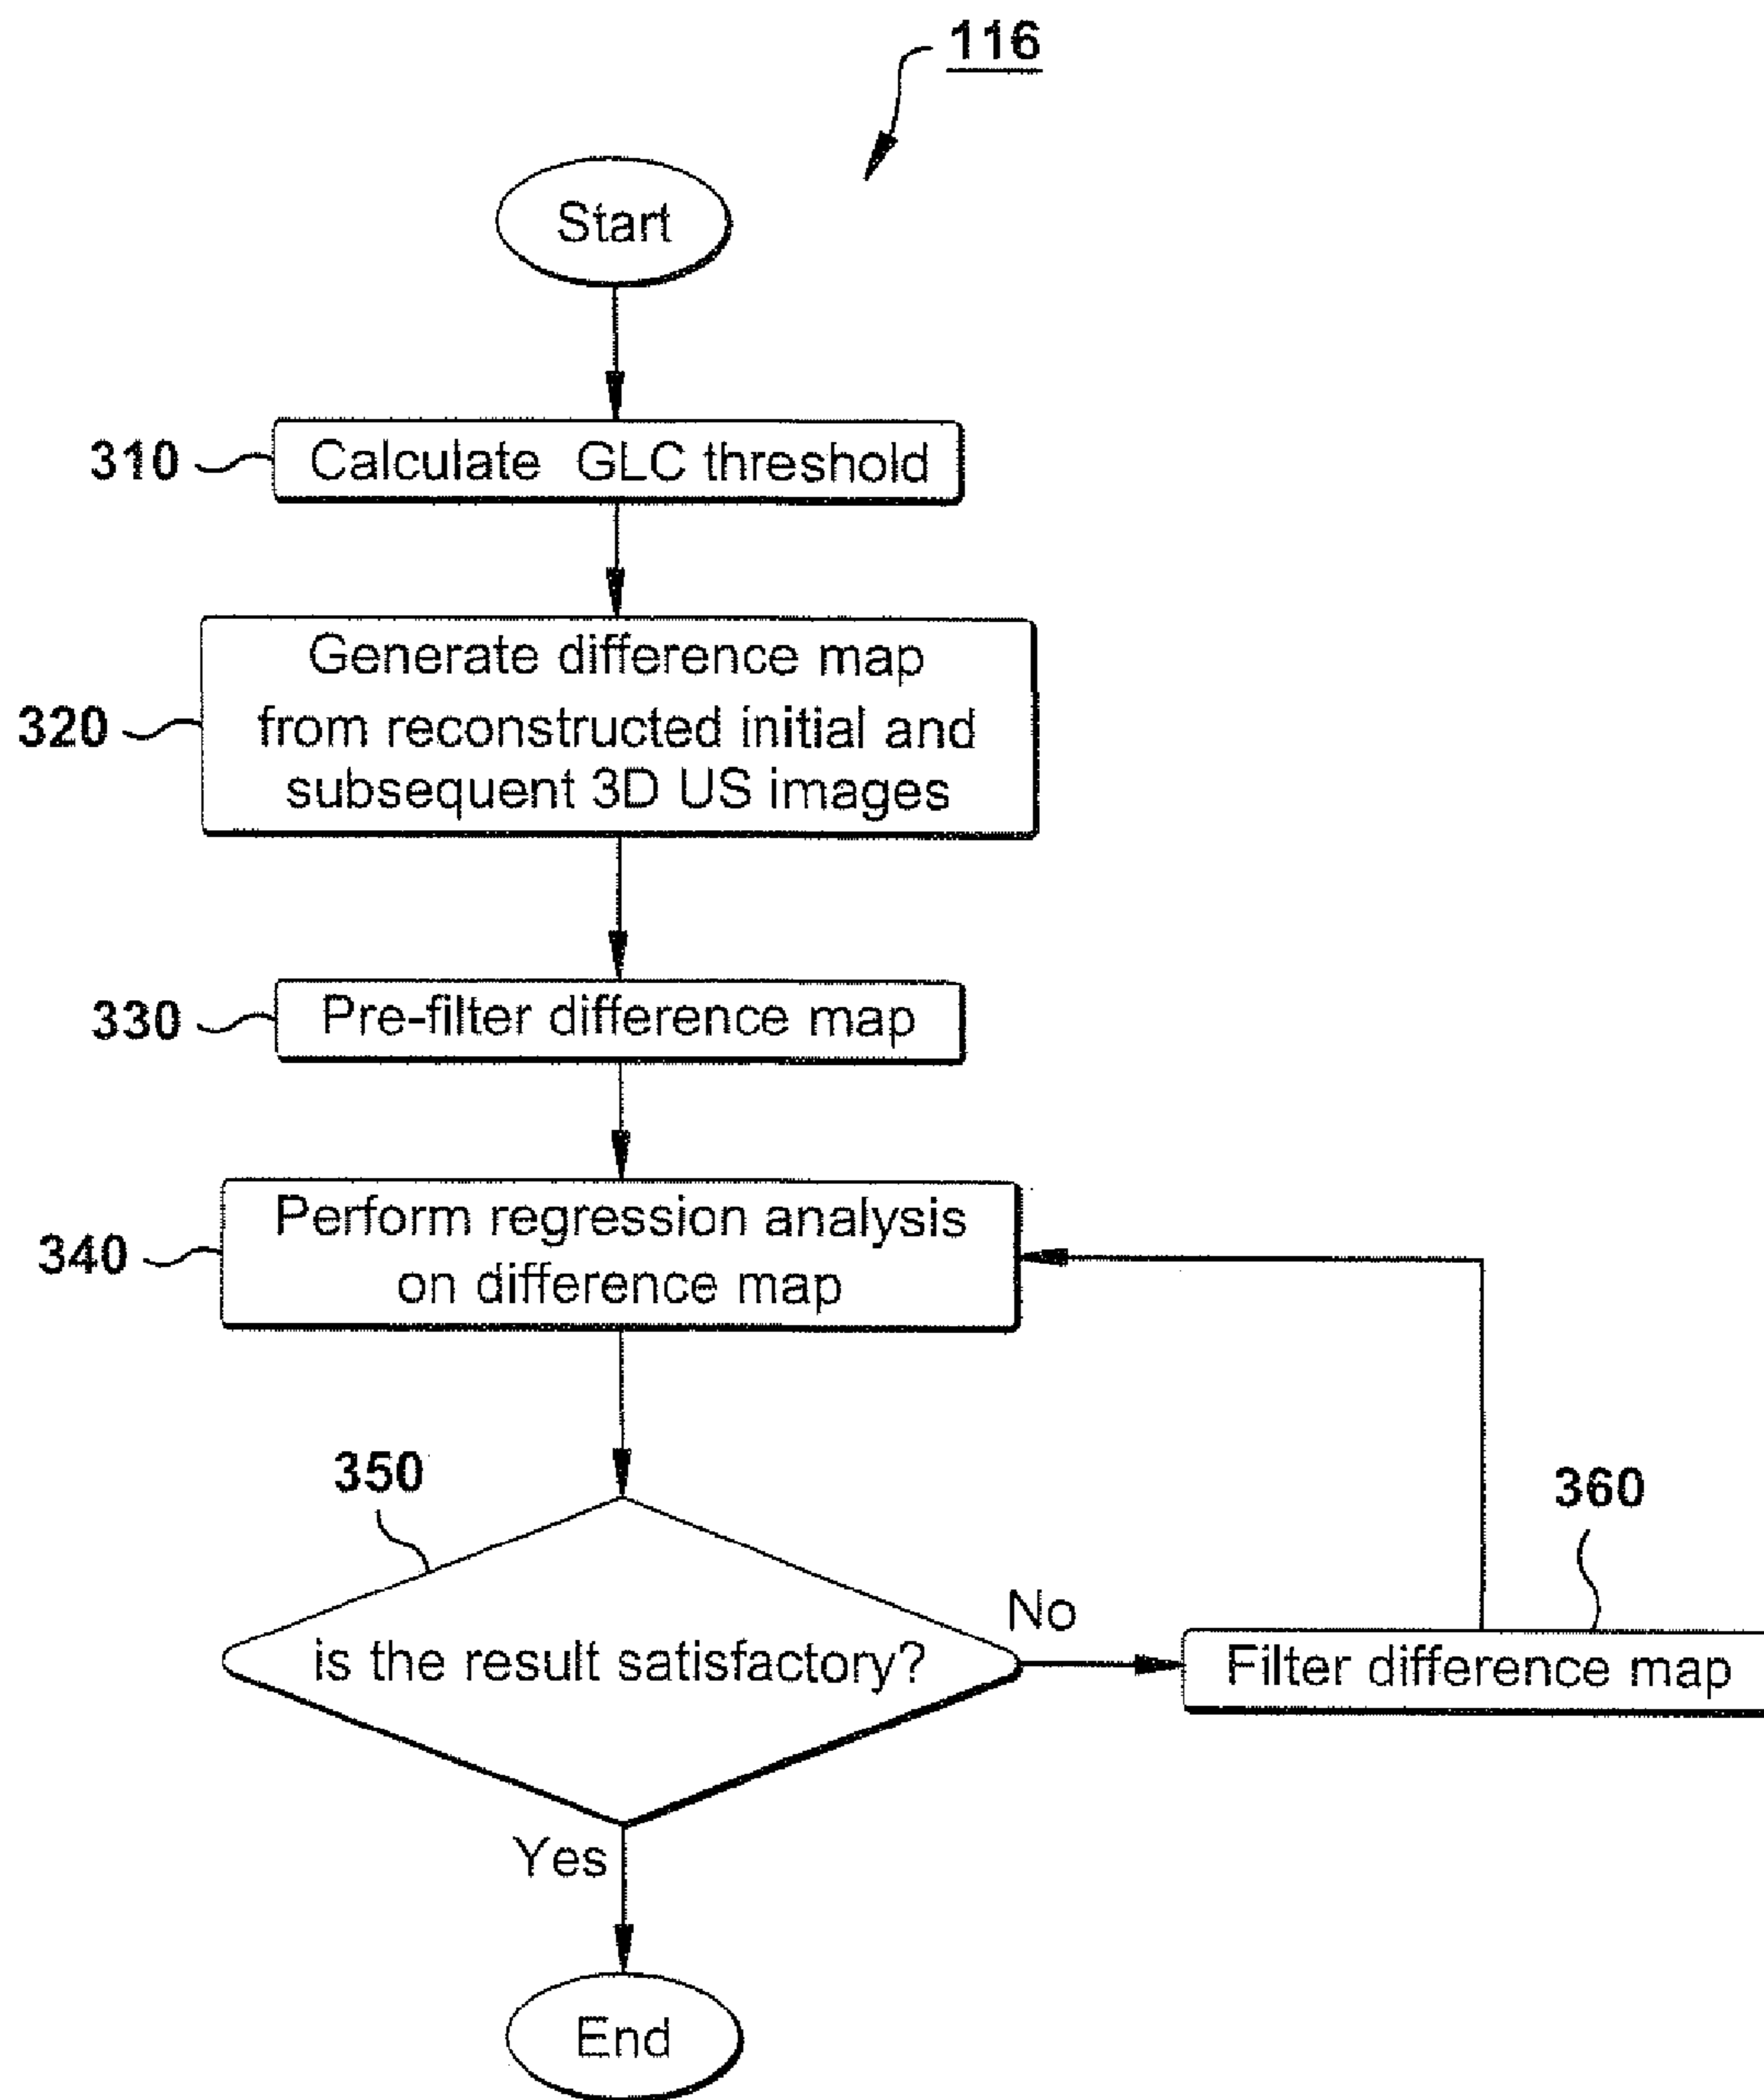 116
Start
310
Calculate GLC threshold
320
Generate difference map
from reconstructed initial and
subsequent 3D US images
330
Pre-filter difference map
340
Perform regression analysis
on difference map
350
is the result satisfactory?
No
360
Filter difference map
Yes
End